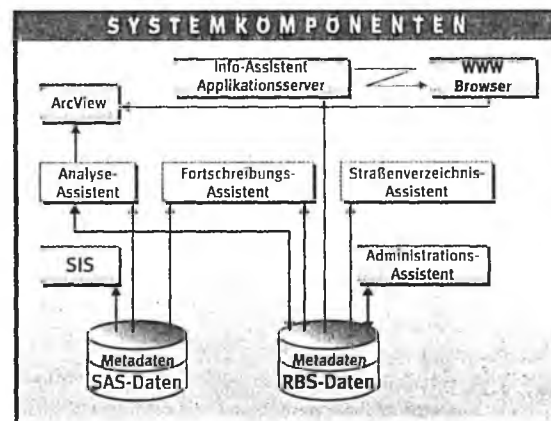 SYSTEMKOMPONENTEN
Info-Assistent
Applikationsserver
WWW
Browser
ArcView
Analyse-
Assistent
Fortschreibungs-
Assistent
Straßenverzeichnis-
Assistent
SIS
Administrations-
Assistent
Metadaten
SAS-Daten
Metadaten
RBS-Daten